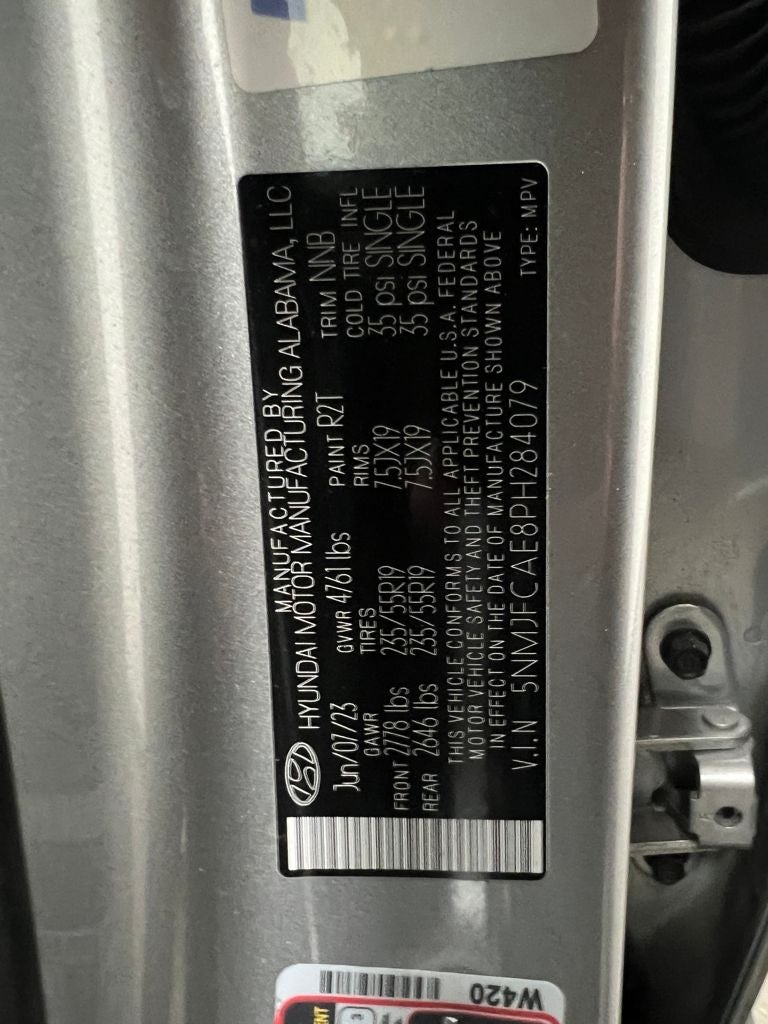 MANUFACTURED BY
HYUNDAI MOTOR MANUFACTURING ALABAMA, LLC
Jun/07/23 GVWR 4761 lbs PAINT R2T TRIM NNB
GAWR TIRES RIMS COLD TIRE INFL
FRONT 2778 lbs 235/55R19 7.5JX19 35 psi SINGLE
REAR 2646 lbs 235/55R19 7.5JX19 35 psi SINGLE
THIS VEHICLE CONFORMS TO ALL APPLICABLE U.S.A. FEDERAL
MOTOR VEHICLE SAFETY AND THEFT PREVENTION STANDARDS
IN EFFECT ON THE DATE OF MANUFACTURE SHOWN ABOVE
V.I.N 5NMJFCAE8PH284079 TYPE: MPV
W420
3